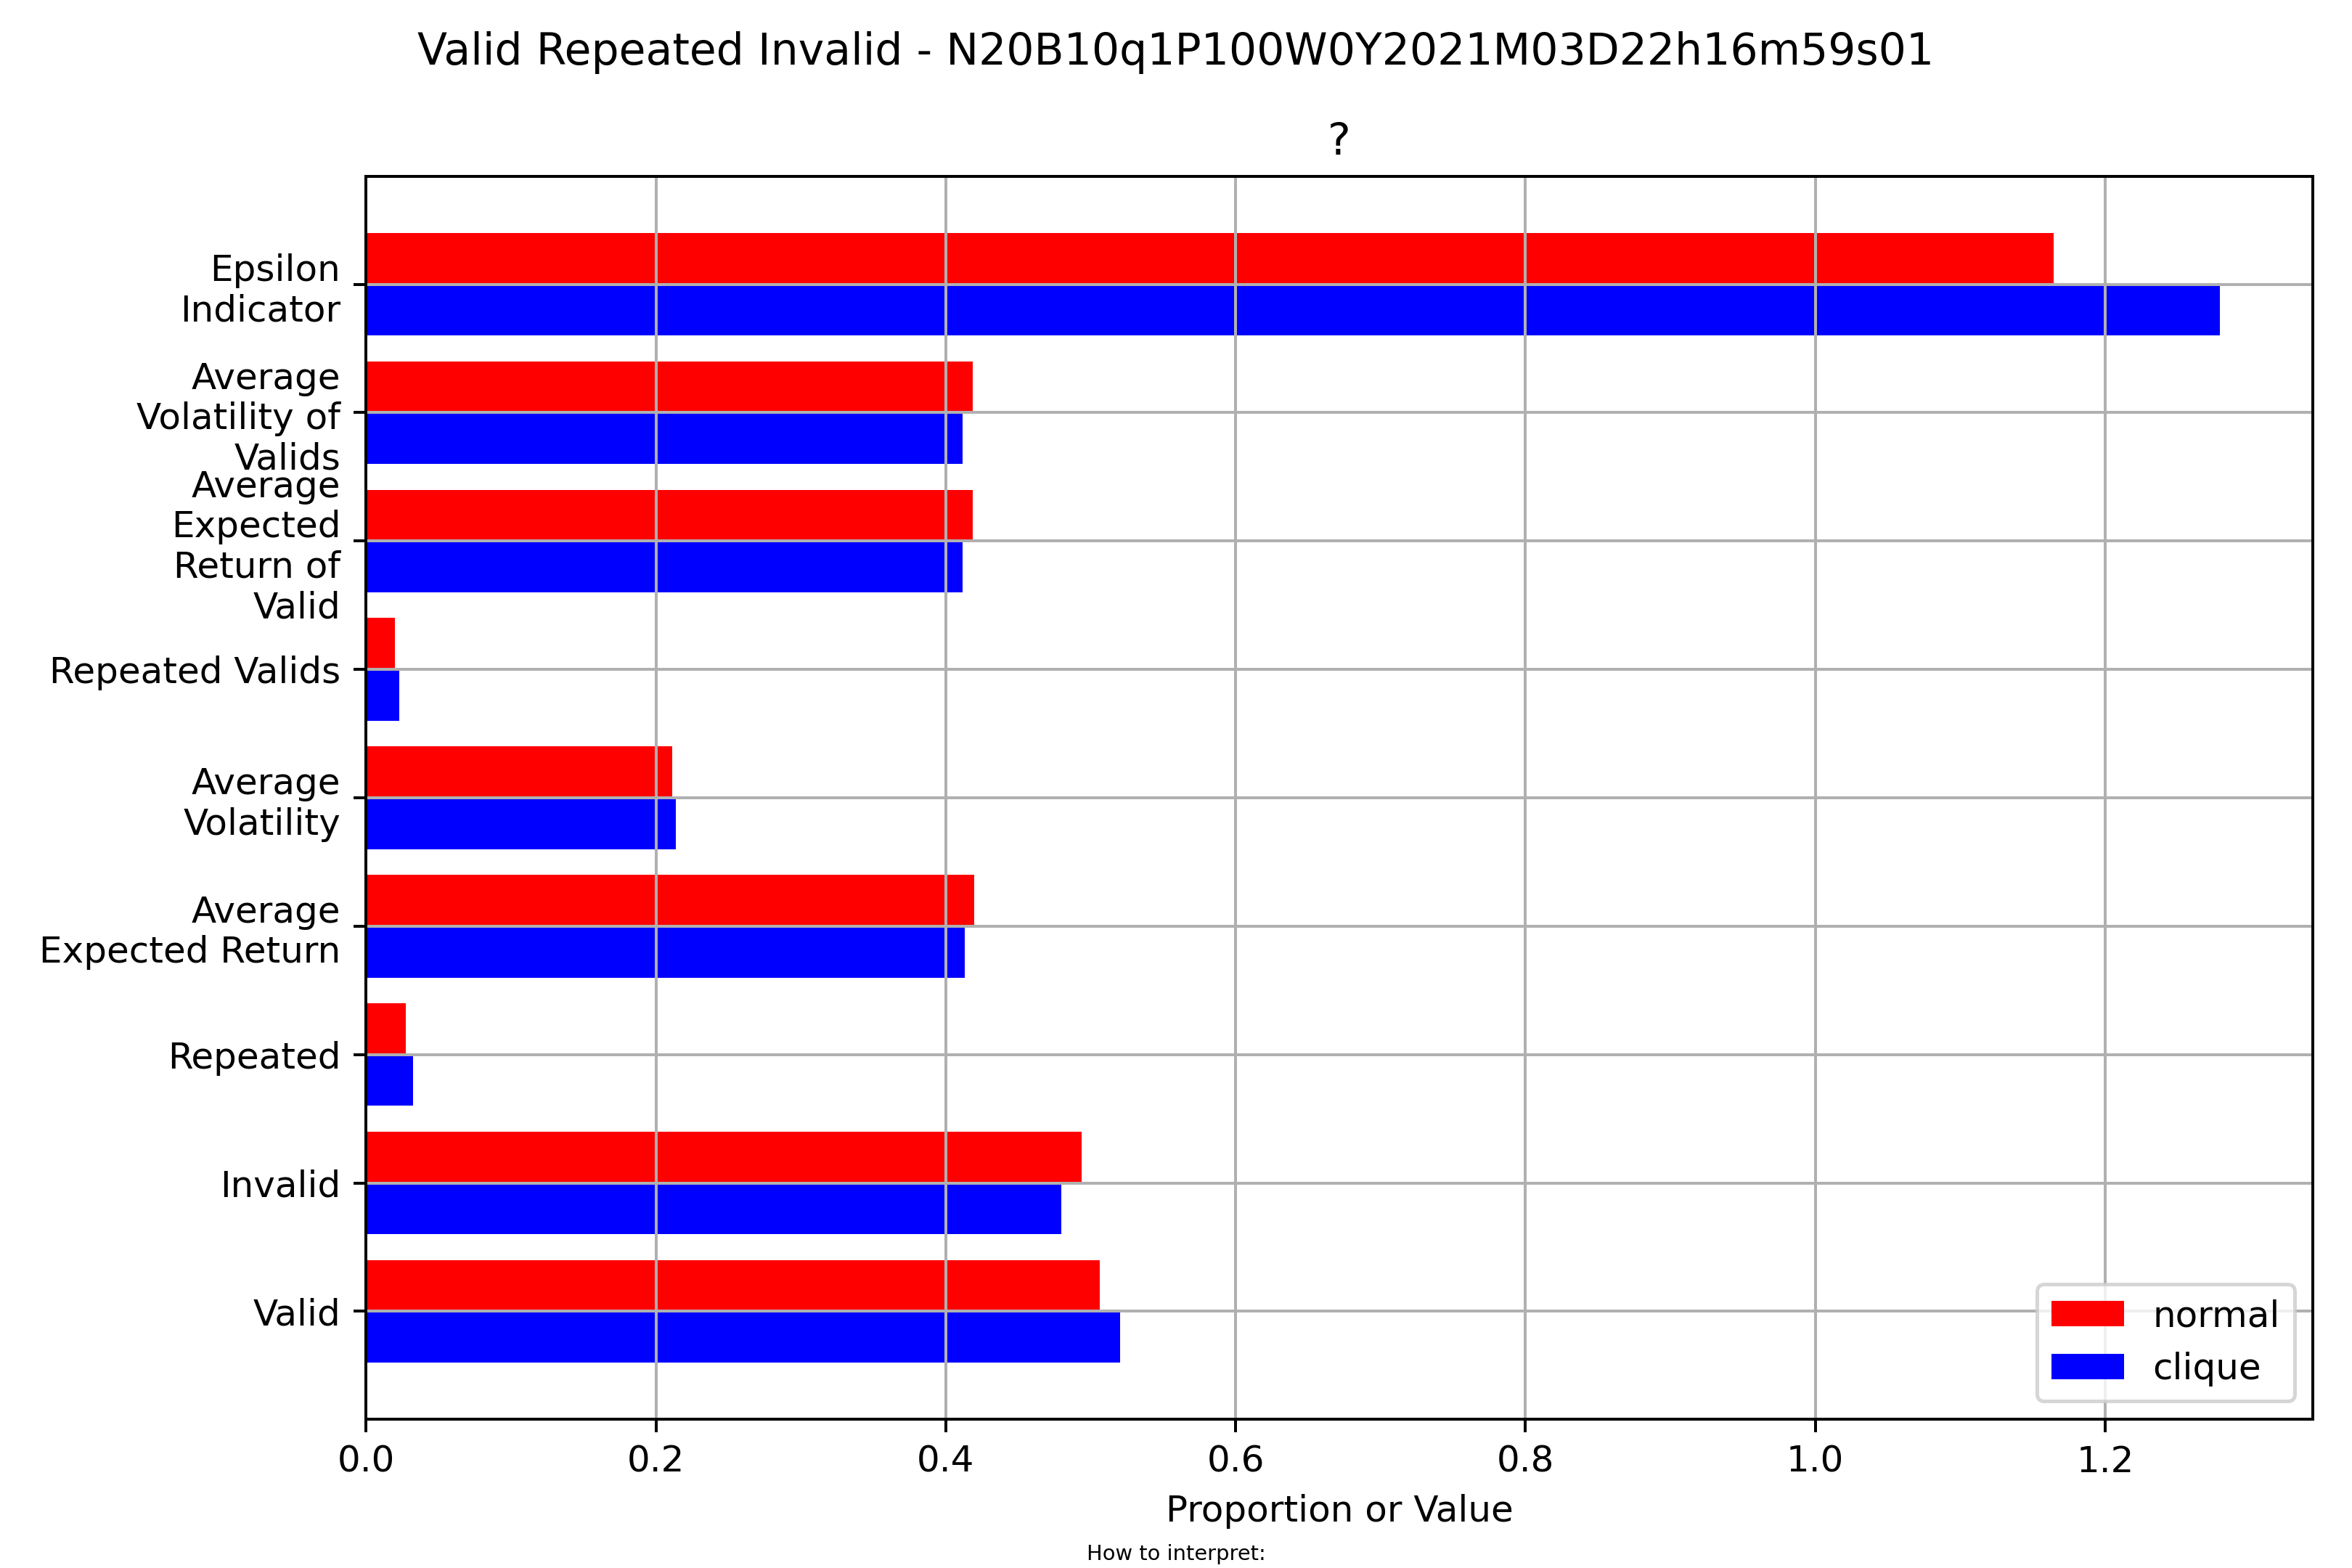 Valid Repeated Invalid - N20B10q1P100W0Y2021M03D22h16m59s01
?
Epsilon
Indicator
Average
Volatility of
Valids
Average
Expected
Return of
Valid
Repeated Valids
Average
Volatility
Average
Expected Return
Repeated
Invalid
Valid
normal
clique
0.0 0.2 0.4 0.6 0.8 1.0 1.2
Proportion or Value
How to interpret: